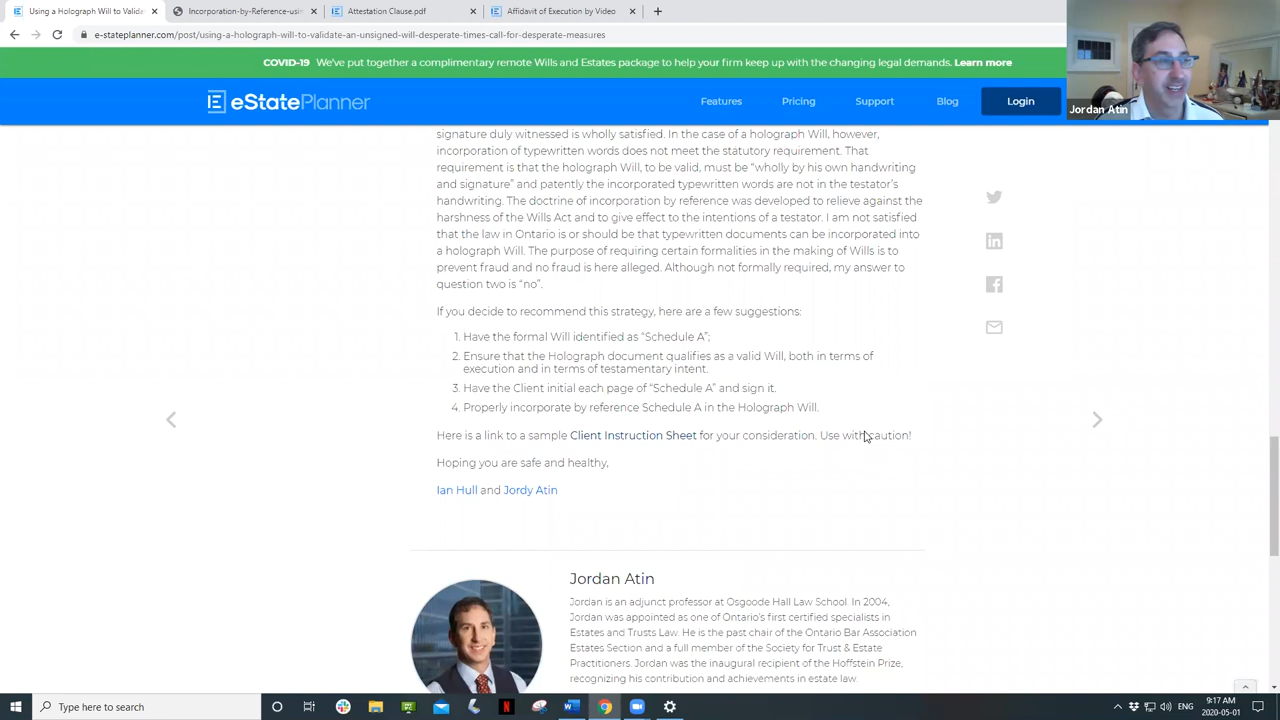 Using a Holograph Will to Valida
Incorporation-by-Reference-usi
Attestation Clause.pdf
Affidavit of Execution by Video
e-stateplanner.com/post/using-a-holograph-will-to-validate-an-unsigned-will-desperate-times-call-for-desperate-measures
COVID-19 We've put together a complimentary remote Wills and Estates package to help your firm keep up with the changing legal demands. Learn more
eStatePlanner
Features
Pricing
Support
Blog
Login
Jordan Atin
signature duly witnessed is wholly satisfied. In the case of a holograph Will, however,
incorporation of typewritten words does not meet the statutory requirement. That
requirement is that the holograph Will, to be valid, must be "wholly by his own handwriting
and signature" and patently the incorporated typewritten words are not in the testator's
handwriting. The doctrine of incorporation by reference was developed to relieve against the
harshness of the Wills Act and to give effect to the intentions of a testator. I am not satisfied
that the law in Ontario is or should be that typewritten documents can be incorporated into
a holograph Will. The purpose of requiring certain formalities in the making of Wills is to
prevent fraud and no fraud is here alleged. Although not formally required, my answer to
question two is "no".
If you decide to recommend this strategy, here are a few suggestions:
1. Have the formal Will identified as "Schedule A";
2. Ensure that the Holograph document qualifies as a valid Will, both in terms of
execution and in terms of testamentary intent.
3. Have the Client initial each page of "Schedule A" and sign it.
4. Properly incorporate by reference Schedule A in the Holograph Will.
Here is a link to a sample Client Instruction Sheet for your consideration. Use with caution!
Hoping you are safe and healthy,
Ian Hull and Jordy Atin
Jordan Atin
Jordan is an adjunct professor at Osgoode Hall Law School. In 2004,
Jordan was appointed as one of Ontario's first certified specialists in
Estates and Trusts Law. He is the past chair of the Ontario Bar Association
Estates Section and a full member of the Society for Trust & Estate
Practitioners. Jordan was the inaugural recipient of the Hoffstein Prize,
recognizing his contribution and achievements in estate law.
Type here to search
ENG
9:17 AM
2020-05-01